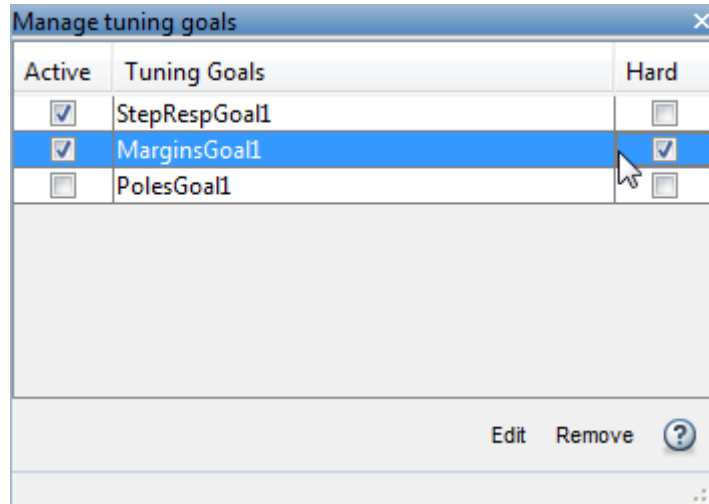 Manage tuning goals
Active Tuning Goals Hard
StepRespGoal1
MarginsGoal1
PolesGoal1
Edit Remove ?